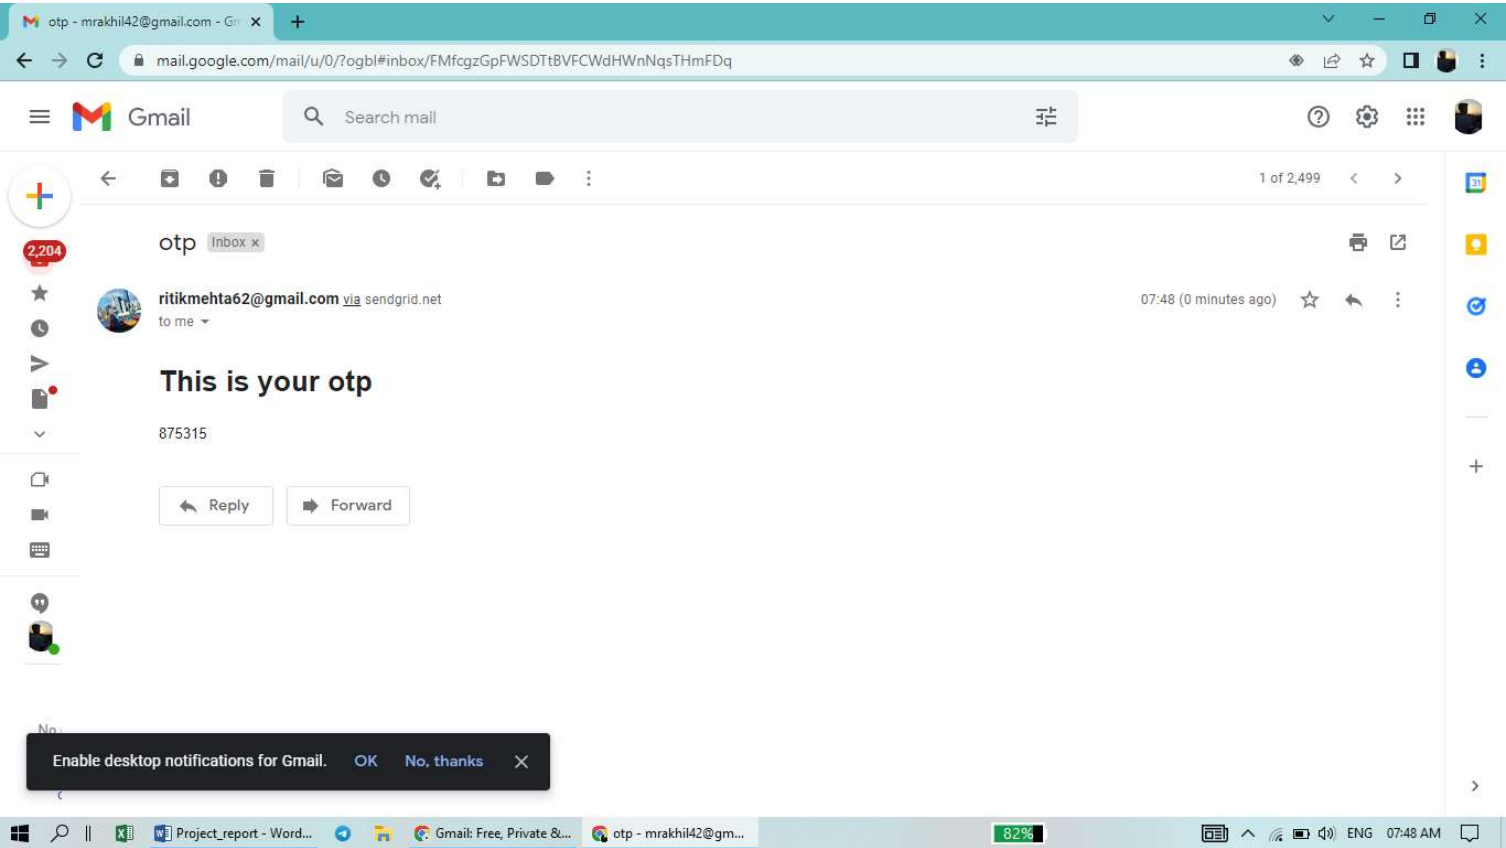 otp - mrakhil42@gmail.com - Gm
mail.google.com/mail/u/0/?ogbl#inbox/FMfcgzGpFWSDTtBVFCWdHWnNqsTHmFDq
Gmail
Search mail
1 of 2,499
31
2,204
otp Inbox x
ritikmehta62@gmail.com via sendgrid.net
07:48 (0 minutes ago)
to me
This is your otp
875315
Reply
Forward
No
Enable desktop notifications for Gmail. OK No, thanks
Project_report - Word...
Gmail: Free, Private &...
otp - mrakhil42@gm...
82%
ENG
07:48 AM